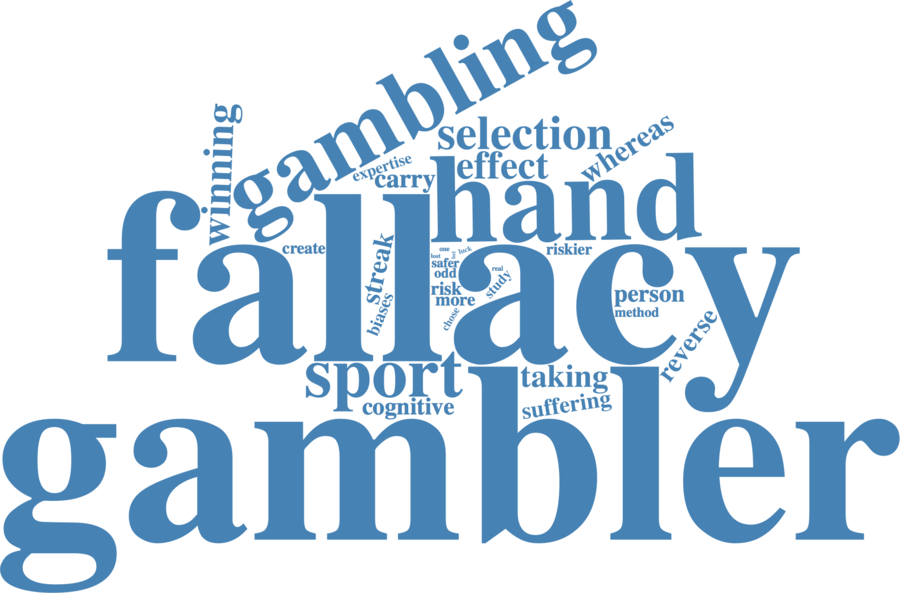 gambling
winning
selection
whereas
expertise
effect
carry
hand
fallacy
create
streak
one
luck
lost
safer
odd
riskier
real
risk
study
more
person
biases
chose
method
reverse
sport
taking
cognitive
suffering
gambler